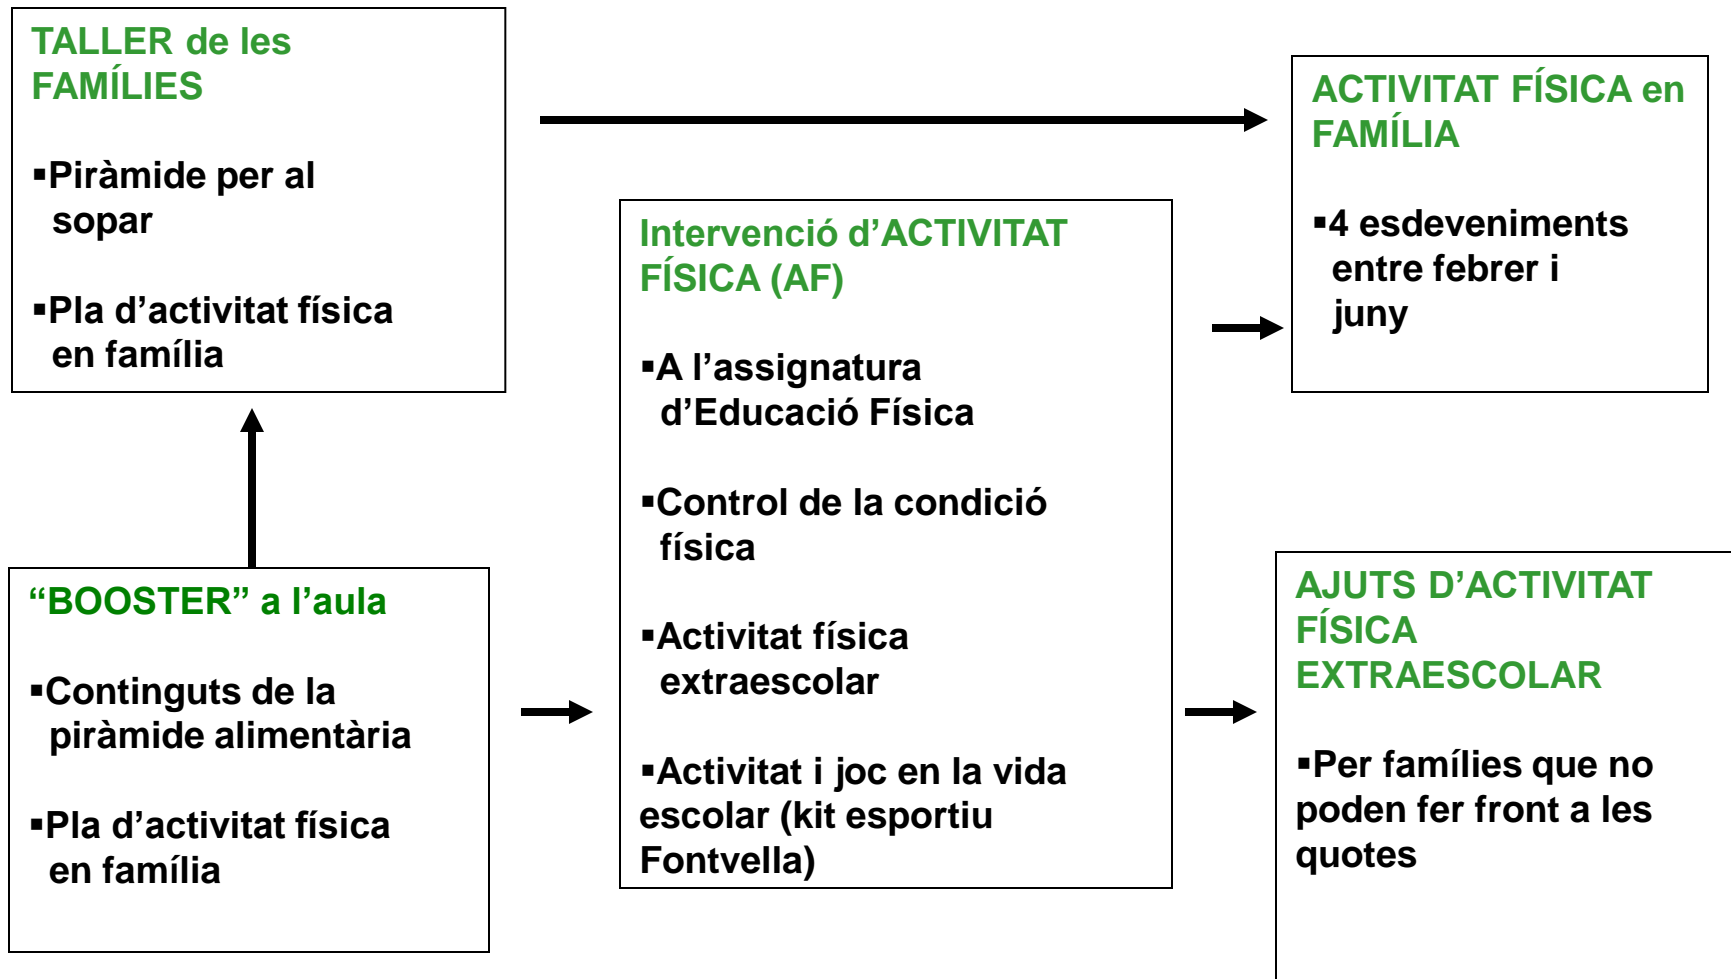 TALLER de les
FAMÍLIES
▪Piràmide per al
sopar
▪Pla d’activitat física
en família
ACTIVITAT FÍSICA en
FAMÍLIA
▪4 esdeveniments
entre febrer i
juny
Intervenció d’ACTIVITAT
FÍSICA (AF)
▪A l’assignatura
d’Educació Física
▪Control de la condició
física
▪Activitat física
extraescolar
▪Activitat i joc en la vida
escolar (kit esportiu
Fontvella)
“BOOSTER” a l’aula
▪Continguts de la
piràmide alimentària
▪Pla d’activitat física
en família
AJUTS D’ACTIVITAT
FÍSICA
EXTRAESCOLAR
▪Per famílies que no
poden fer front a les
quotes